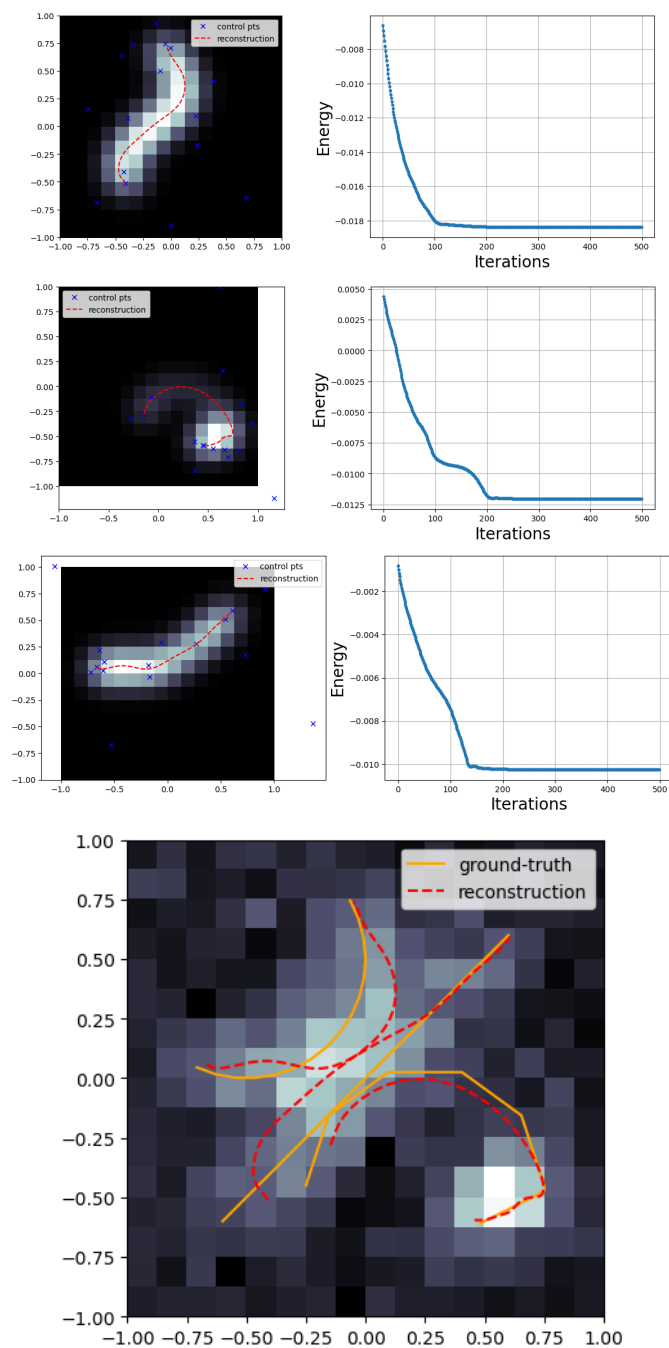 1.00
0.75
0.50
0.25
0.00
−0.25
−0.50
−0.75
−1.00
−1.00 −0.75 −0.50 −0.25 0.00 0.25 0.50 0.75 1.00
control pts
reconstruction
Energy
−0.008
−0.010
−0.012
−0.014
−0.016
−0.018
0 100 200 300 400 500
Iterations
1.00
0.75
0.50
0.25
0.00
−0.25
−0.50
−0.75
−1.00
−1.0 −0.5 0.0 0.5 1.0
control pts
reconstruction
Energy
0.0050
0.0025
0.0000
−0.0025
−0.0050
−0.0075
−0.0100
−0.0125
0 100 200 300 400 500
Iterations
1.00
0.75
0.50
0.25
0.00
−0.25
−0.50
−0.75
−1.00
−1.0 −0.5 0.0 0.5 1.0
control pts
reconstruction
Energy
−0.002
−0.004
−0.006
−0.008
−0.010
0 100 200 300 400 500
Iterations
1.00
0.75
0.50
0.25
0.00
−0.25
−0.50
−0.75
−1.00
−1.00 −0.75 −0.50 −0.25 0.00 0.25 0.50 0.75 1.00
ground-truth
reconstruction